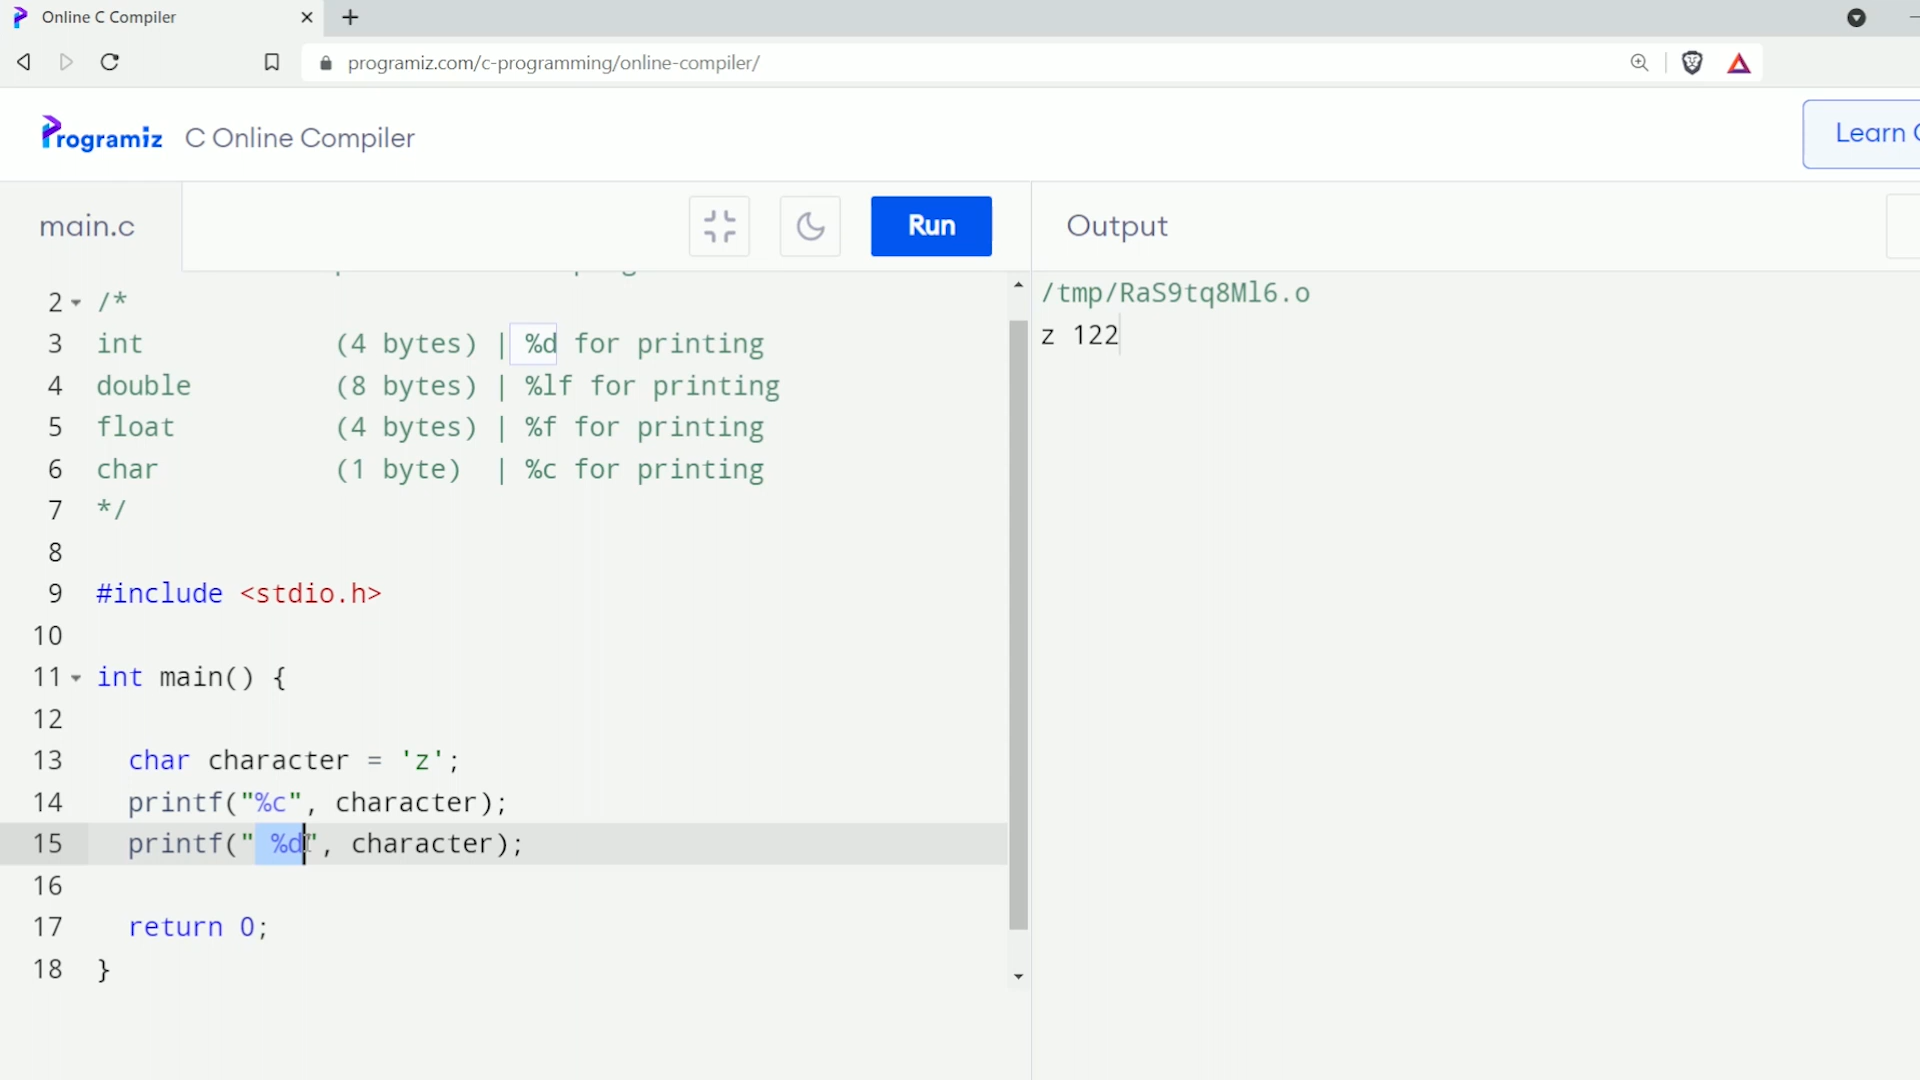 Online C Compiler
programiz.com/c-programming/online-compiler/
Programiz C Online Compiler
Learn
main.c
Run
Output
2 /*
3 int (4 bytes) | %d for printing
4 double (8 bytes) | %lf for printing
5 float (4 bytes) | %f for printing
6 char (1 byte) | %c for printing
7 */
8
9 #include <stdio.h>
10
11 int main() {
12
13 char character = 'z';
14 printf("%c", character);
15 printf(" %d", character);
16
17 return 0;
18 }
/tmp/RaS9tq8Ml6.o
z 122